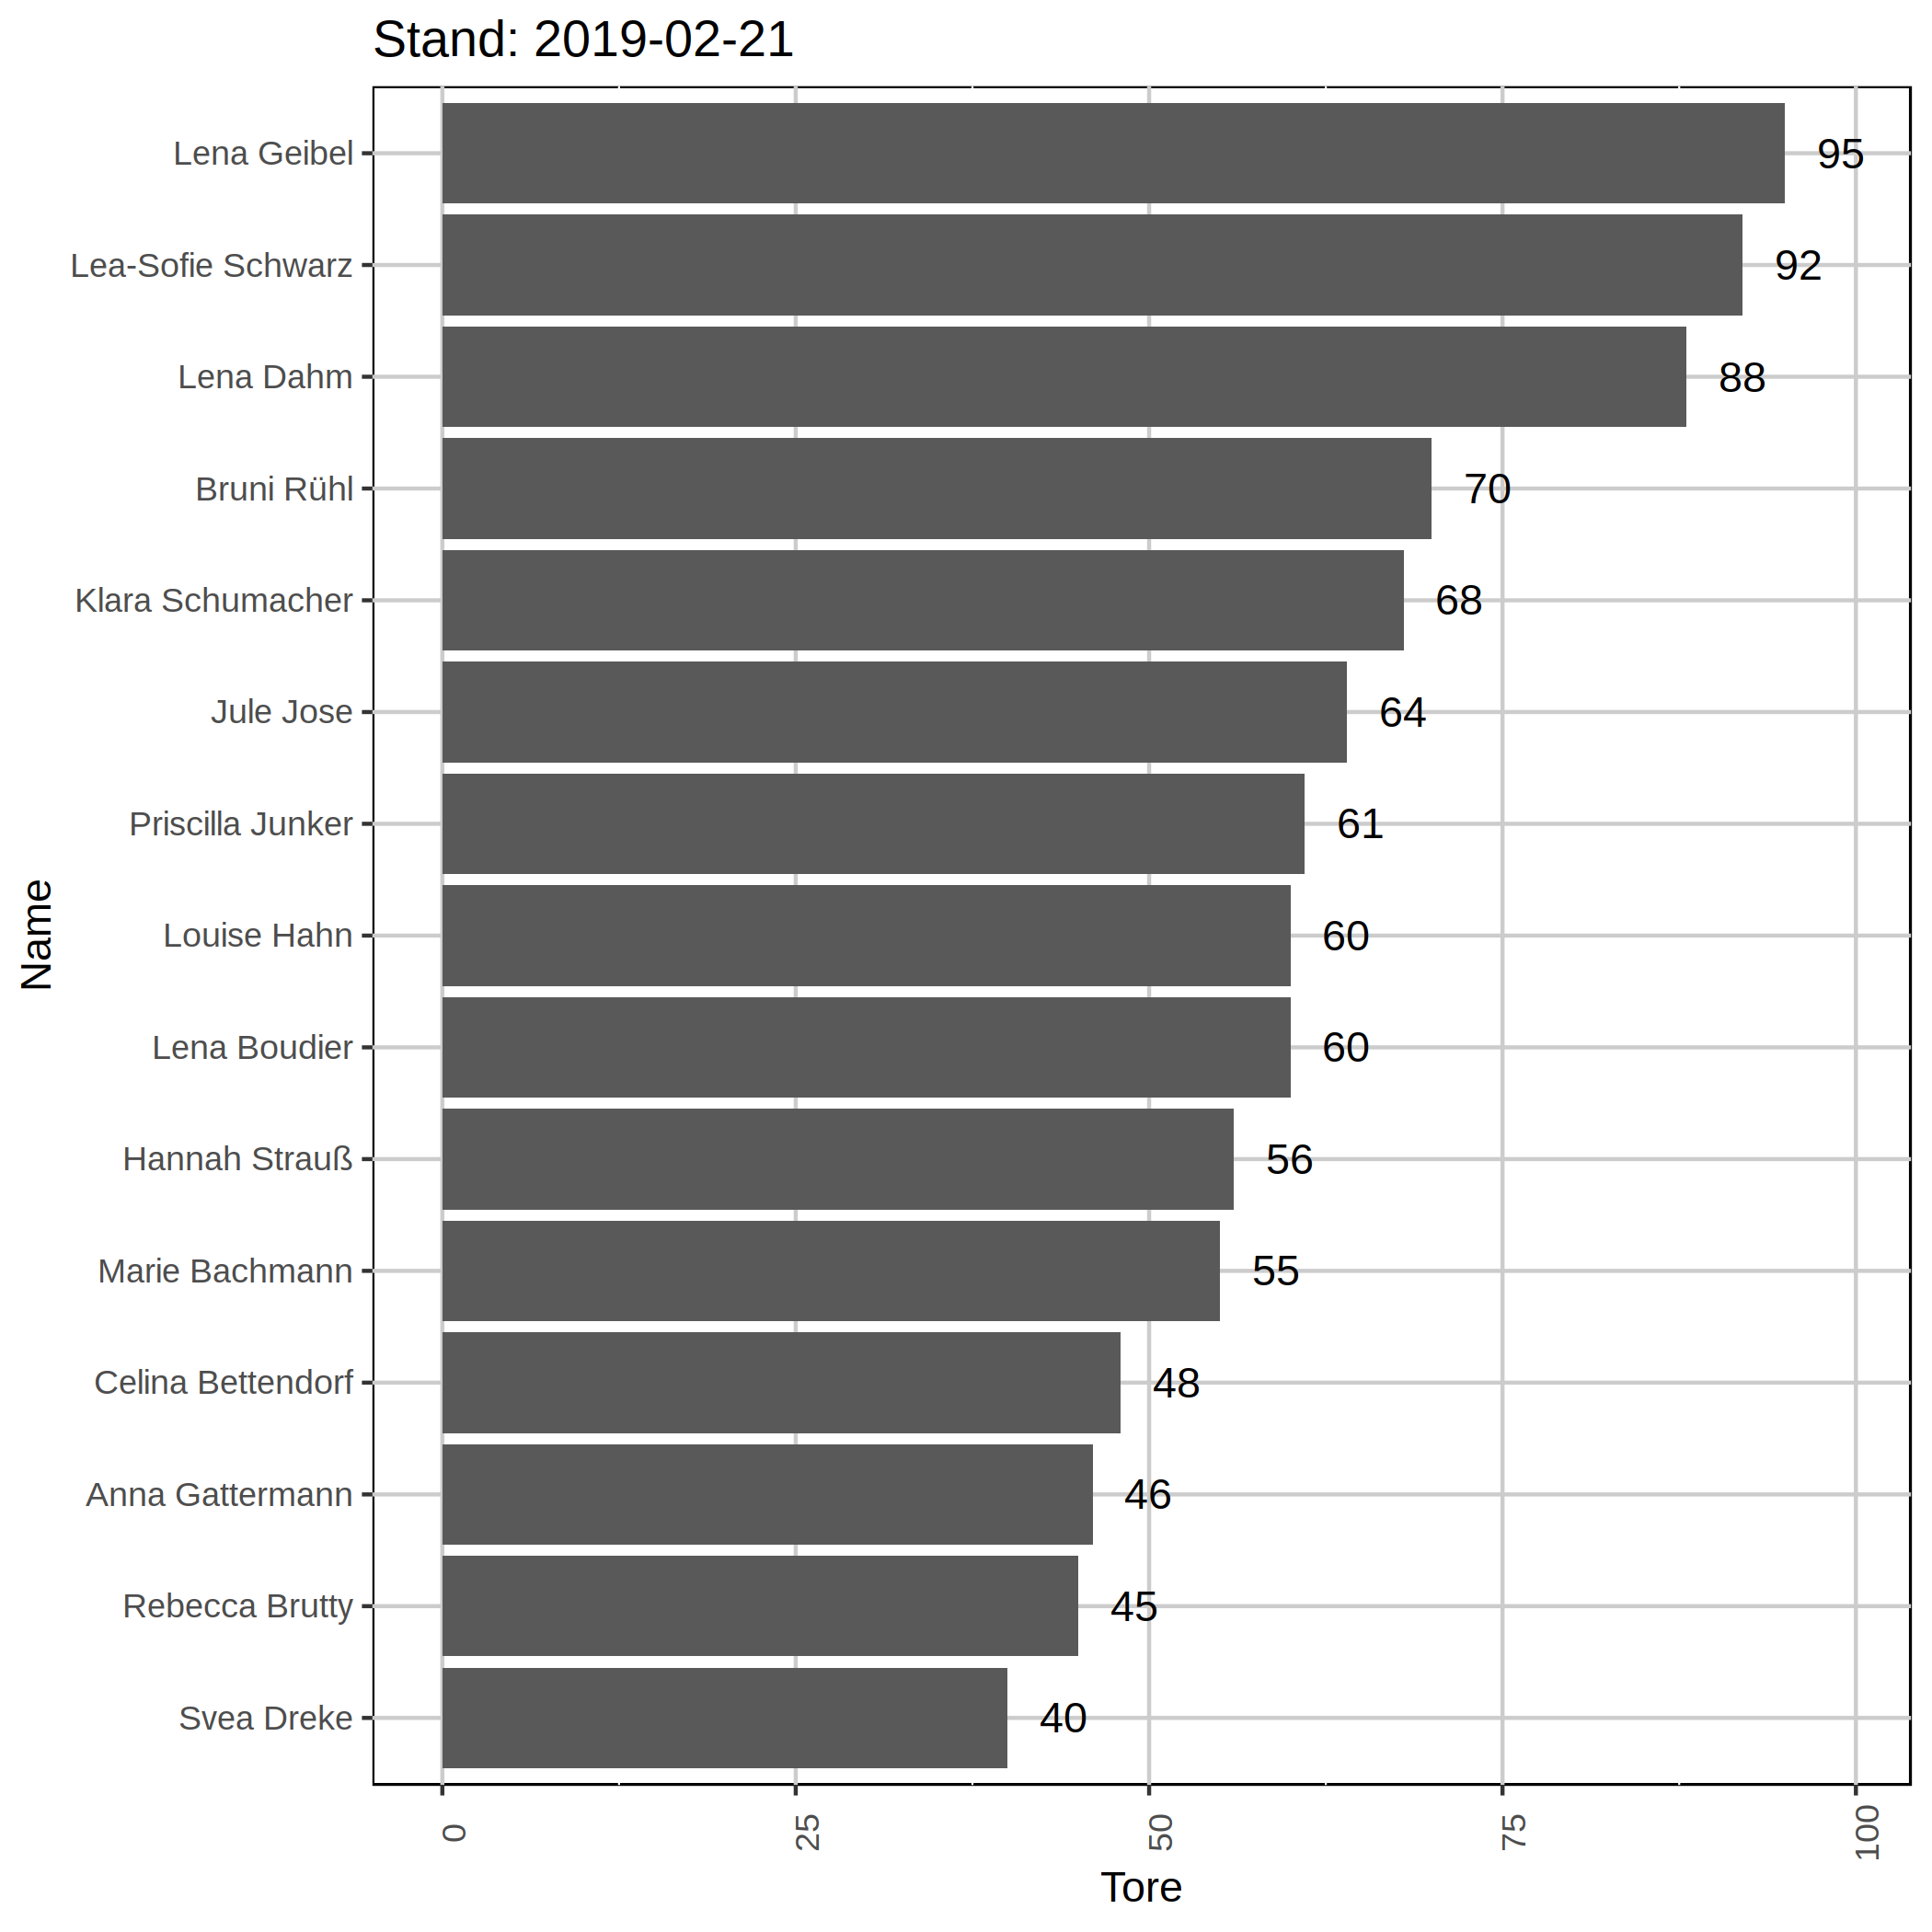 Stand: 2019-02-21
Lena Geibel 95
Lea-Sofie Schwarz 92
Lena Dahm 88
Bruni Rühl 70
Klara Schumacher 68
Jule Jose 64
Priscilla Junker 61
Louise Hahn 60
Lena Boudier 60
Hannah Strauß 56
Marie Bachmann 55
Celina Bettendorf 48
Anna Gattermann 46
Rebecca Brutty 45
Svea Dreke 40
Name
0 25 50 75 100
Tore